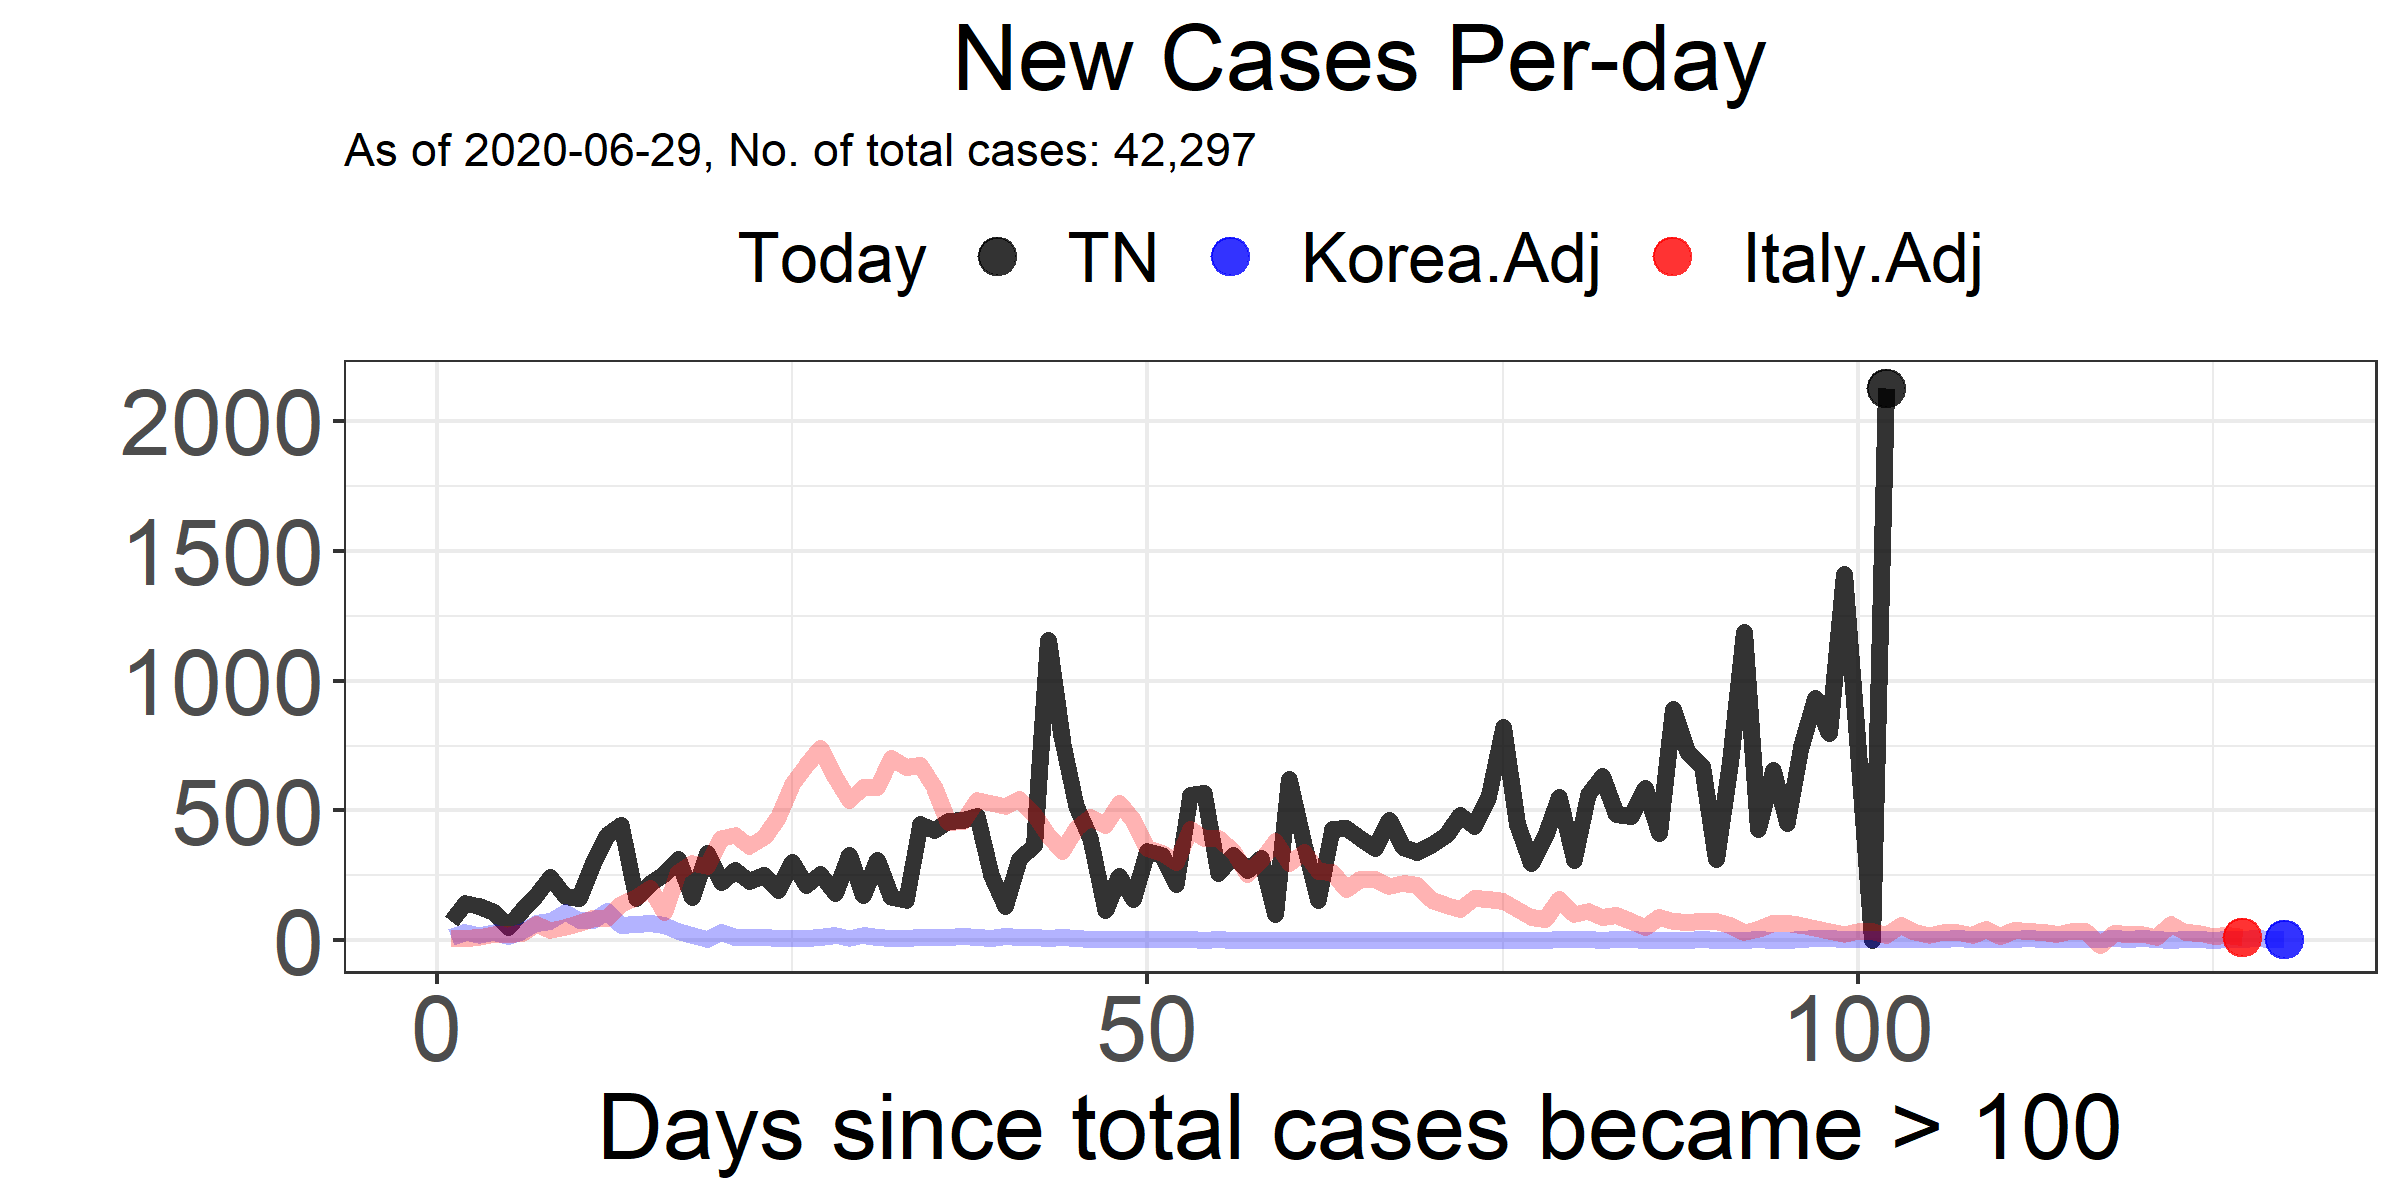 New Cases Per-day
As of 2020-06-29, No. of total cases: 42,297
Today TN Korea.Adj Italy.Adj
2000
1500
1000
500
0
0 50 100
Days since total cases became > 100